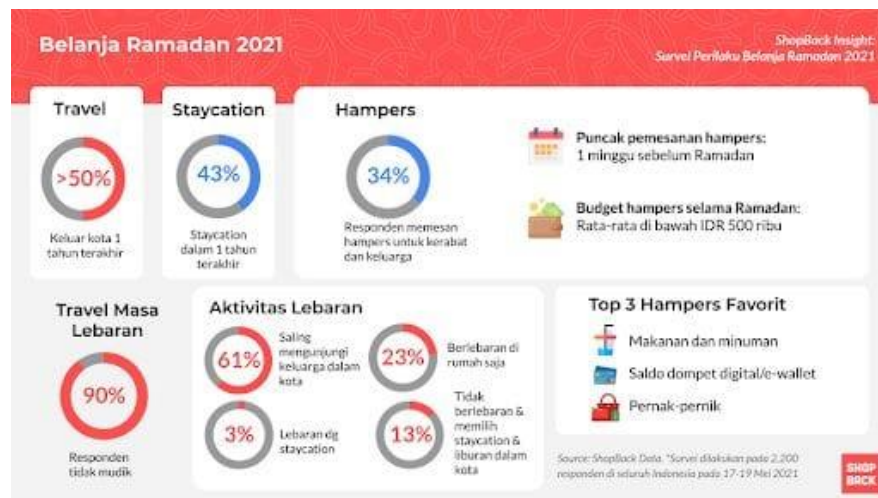 Belanja Ramadan 2021
ShopBack Insight:
Survei Perilaku Belanja Ramadan 2021
Travel
>50%
Keluar kota 1
tahun terakhir
Staycation
43%
Staycation
dalam 1 tahun
terakhir
Hampers
34%
Responden memesan
hampers untuk kerabat
dan keluarga
Puncak pemesanan hampers:
1 minggu sebelum Ramadan
Budget hampers selama Ramadan:
Rata-rata di bawah IDR 500 ribu
Travel Masa
Lebaran
90%
Responden
tidak mudik
Aktivitas Lebaran
61%
Saling
mengunjungi
keluarga dalam
kota
23%
Berlebaran di
rumah saja
3%
Lebaran dg
staycation
13%
Tidak
berlebaran &
memilih
staycation &
liburan dalam
kota
Top 3 Hampers Favorit
Makanan dan minuman
Saldo dompet digital/e-wallet
Pernak-pernik
Source: ShopBack Data. *Survei dilakukan pada 2,200
responden di seluruh Indonesia pada 17-19 Mei 2021
SHOP
BACK